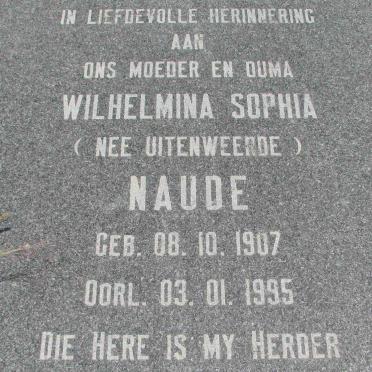 IN LIEFDEVOLLE HERINNERING
AAN
ONS MOEDER EN OUMA
WILHELMINA SOPHIA
( NEE UITENWEERDE )
NAUDE
GEB. 08. 10. 1907
OORL. 03. 01. 1995
DIE HERE IS MY HERDER